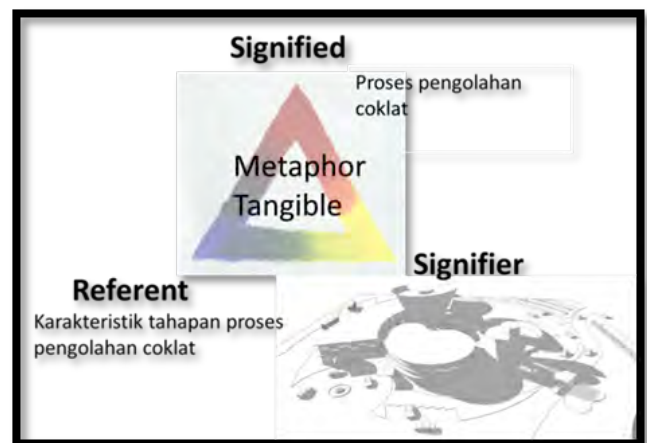 Signified
Proses pengolahan
coklat
Metaphor
Tangible
Signifier
Referent
Karakteristik tahapan proses
pengolahan coklat